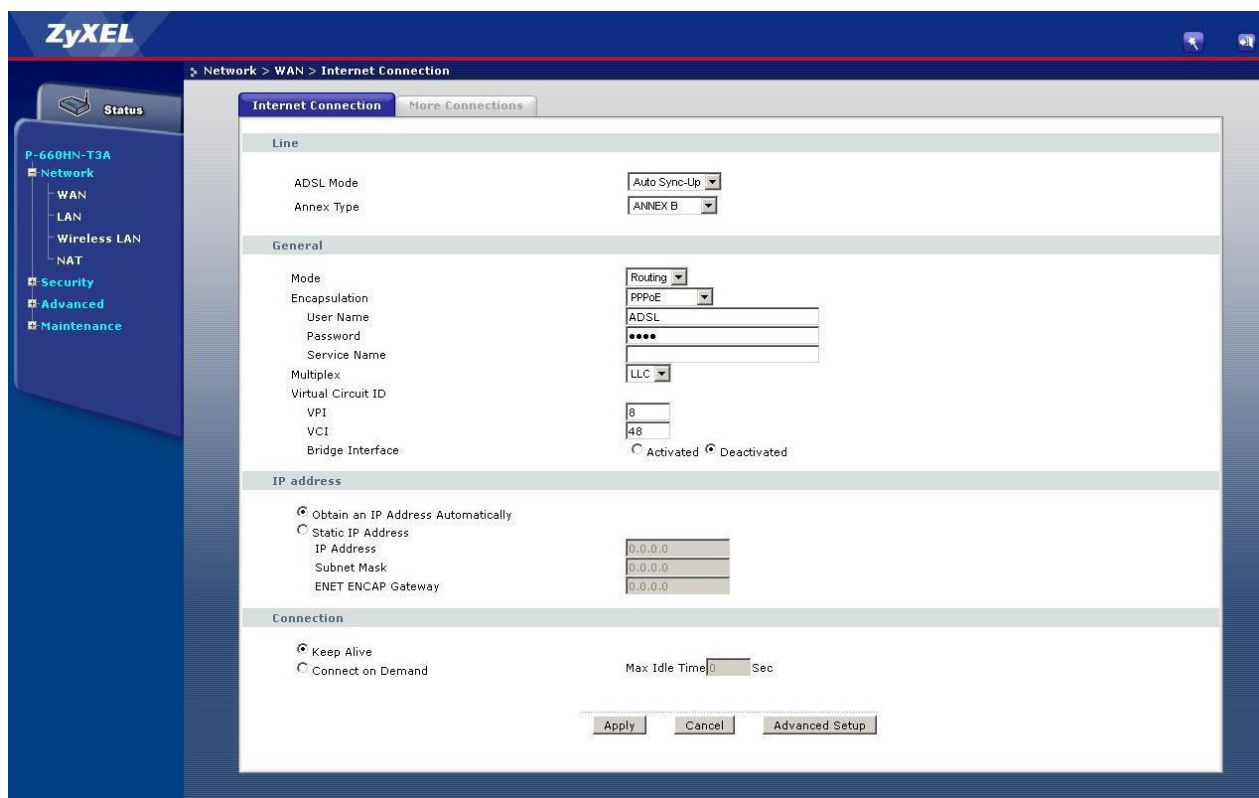 ZyXEL
Network > WAN > Internet Connection
Status
P-660HN-T3A
Network
WAN
LAN
Wireless LAN
NAT
Security
Advanced
Maintenance
Internet Connection
More Connections
Line
ADSL Mode Auto Sync-Up
Annex Type ANNEX B
General
Mode Routing
Encapsulation PPPoE
User Name ADSL
Password ••••
Service Name
Multiplex LLC
Virtual Circuit ID
VPI 8
VCI 48
Bridge Interface Activated Deactivated
IP address
Obtain an IP Address Automatically
Static IP Address
IP Address 0.0.0.0
Subnet Mask 0.0.0.0
ENET ENCAP Gateway 0.0.0.0
Connection
Keep Alive
Connect on Demand Max Idle Time 0 Sec
Apply Cancel Advanced Setup